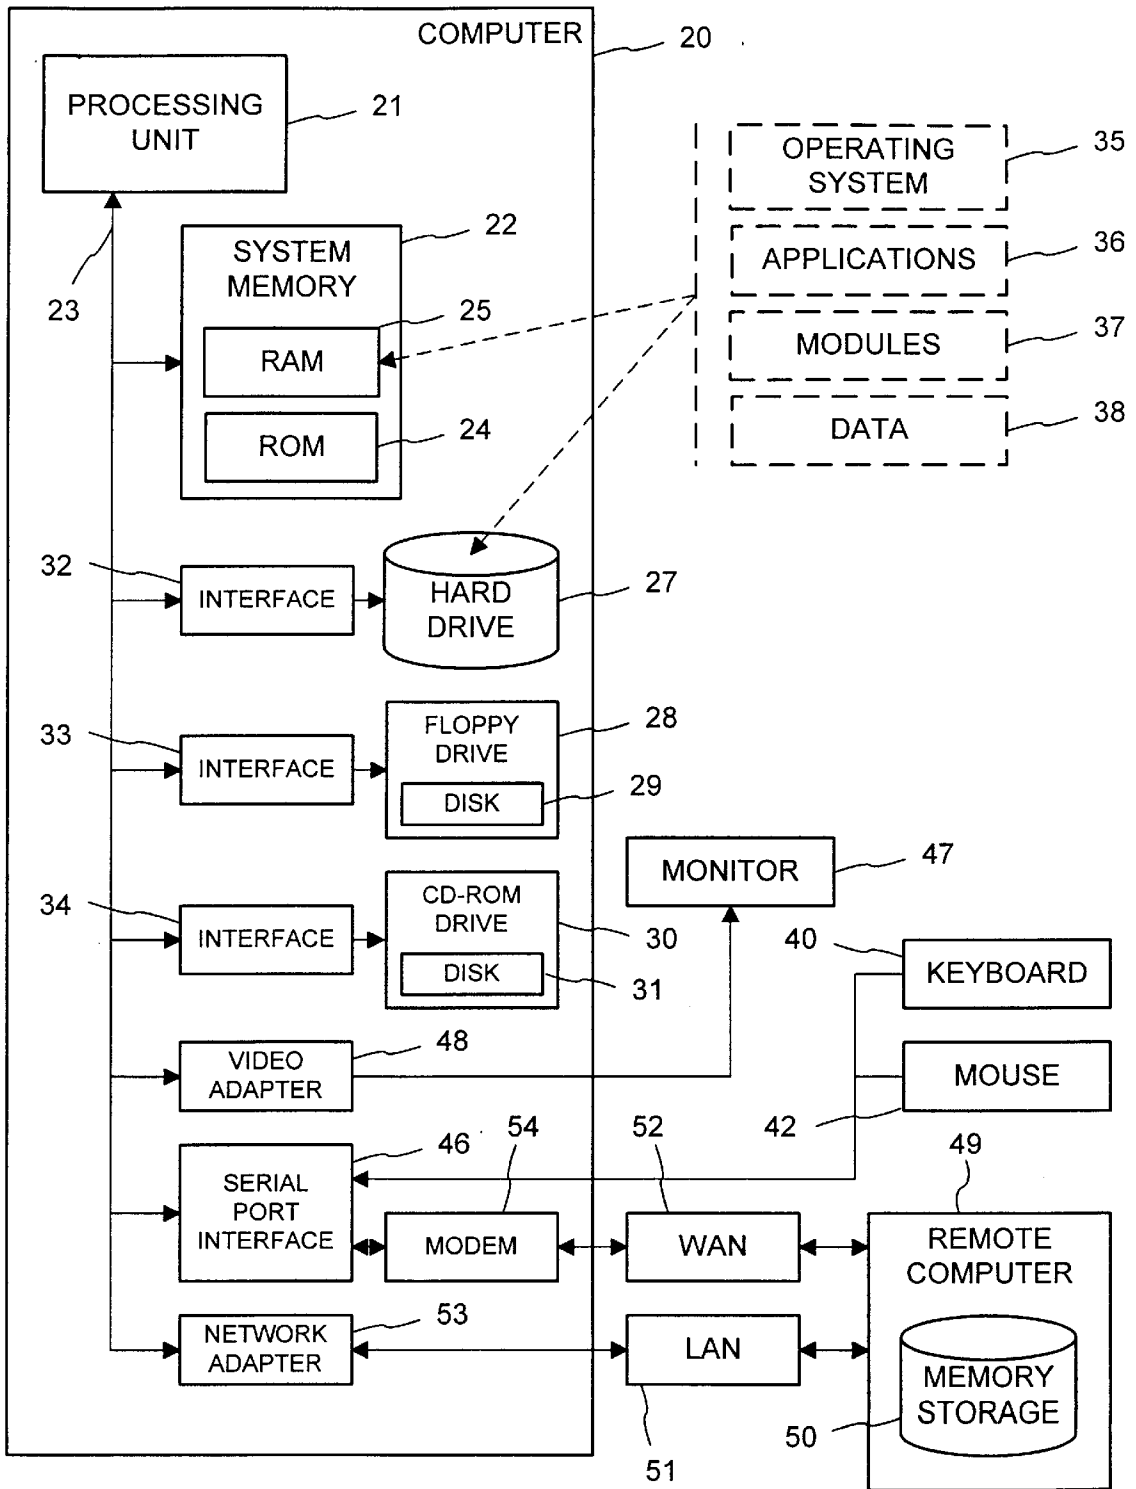 COMPUTER
20
PROCESSING
UNIT
21
23
SYSTEM
MEMORY
22
RAM
25
ROM
24
OPERATING
SYSTEM
35
APPLICATIONS
36
MODULES
37
DATA
38
32
INTERFACE
HARD
DRIVE
27
33
INTERFACE
FLOPPY
DRIVE
28
DISK
29
34
INTERFACE
CD-ROM
DRIVE
30
DISK
31
MONITOR
47
40
KEYBOARD
MOUSE
42
VIDEO
ADAPTER
48
SERIAL
PORT
INTERFACE
46
MODEM
54
WAN
52
49
REMOTE
COMPUTER
NETWORK
ADAPTER
53
LAN
51
MEMORY
STORAGE
50